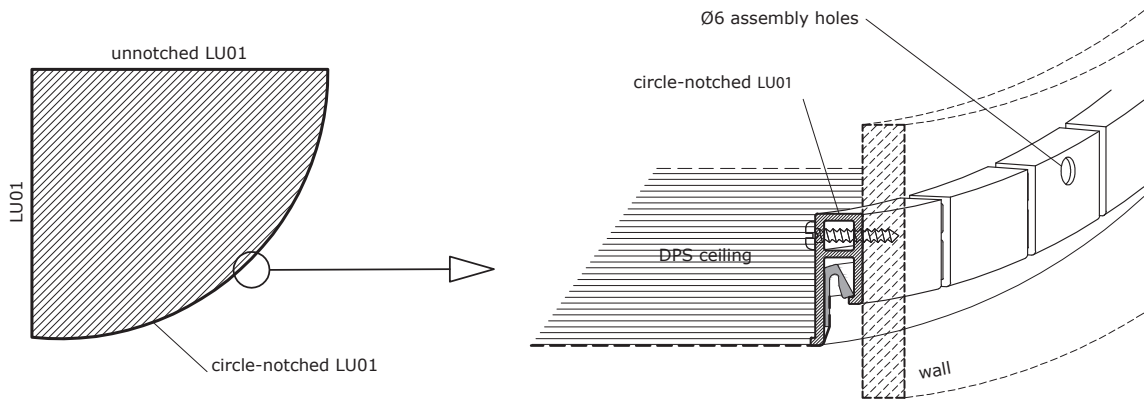 Ø6 assembly holes
unnotched LU01
circle-notched LU01
LU01
DPS ceiling
circle-notched LU01
wall